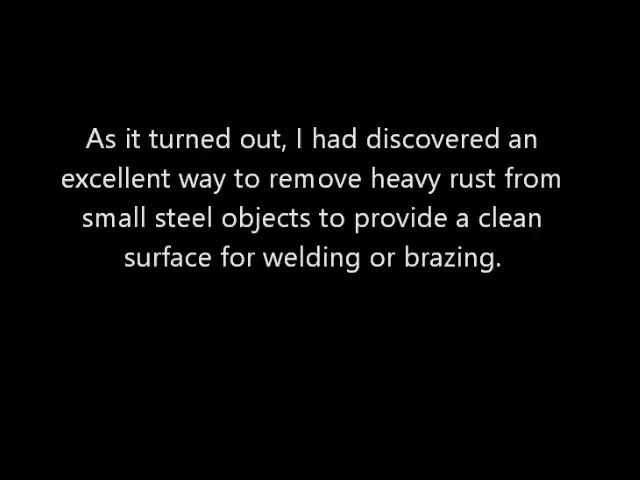 As it turned out, I had discovered an
excellent way to remove heavy rust from
small steel objects to provide a clean
surface for welding or brazing.